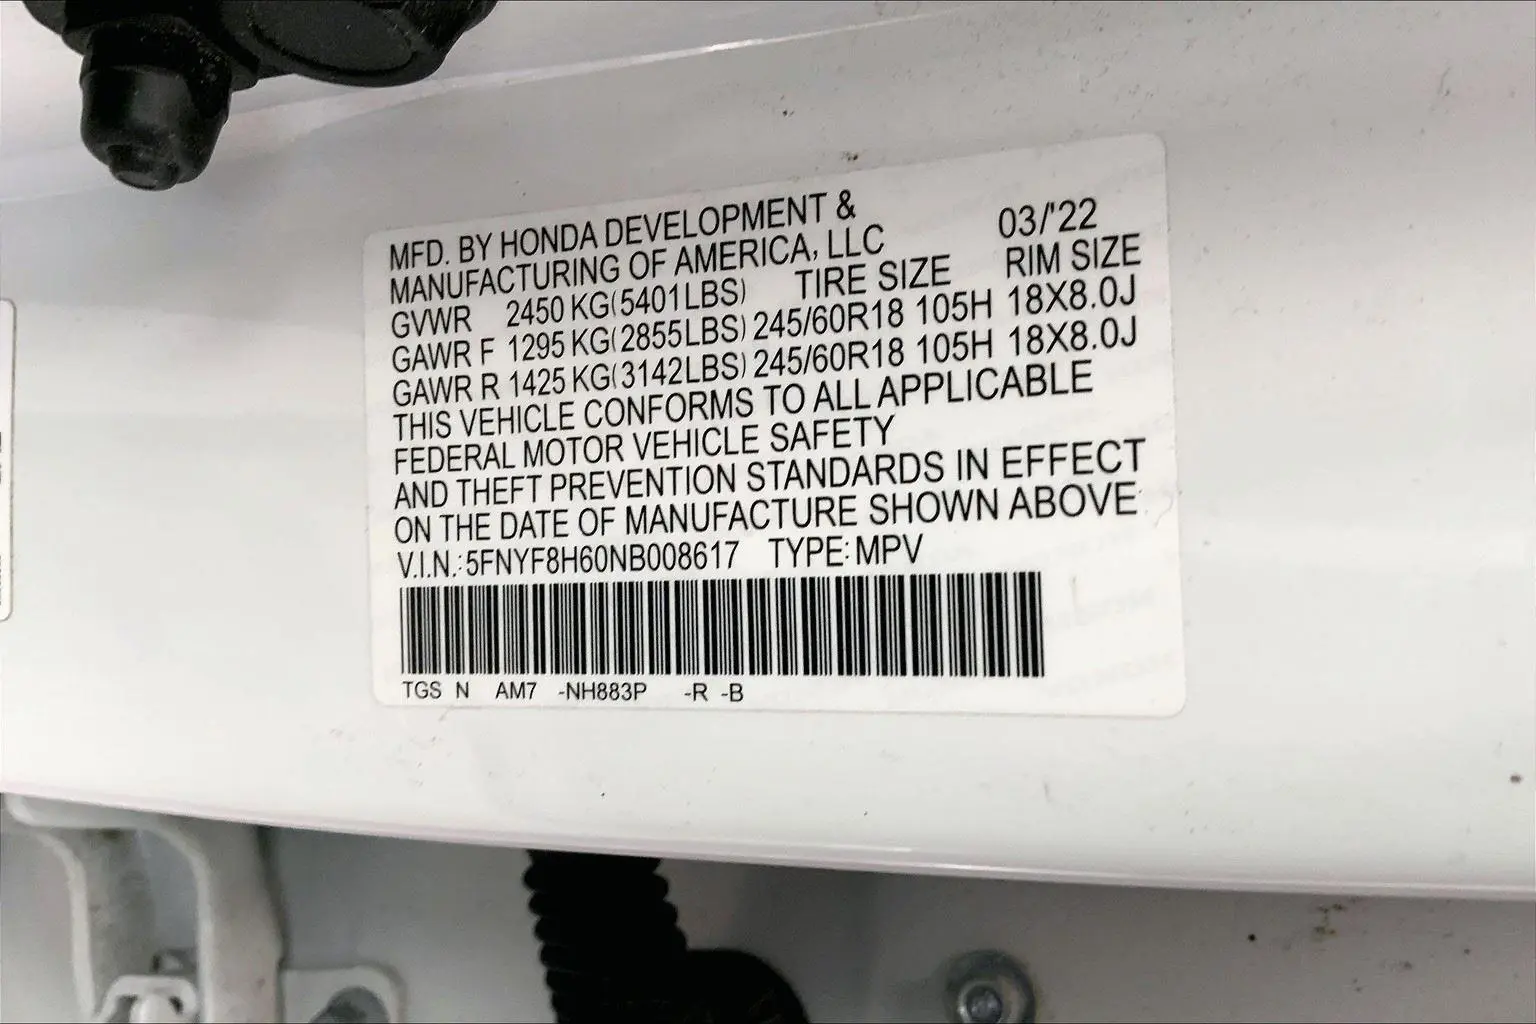 MFD. BY HONDA DEVELOPMENT &
MANUFACTURING OF AMERICA, LLC 03/'22
GVWR 2450 KG(5401LBS) TIRE SIZE RIM SIZE
GAWR F 1295 KG(2855LBS) 245/60R18 105H 18X8.0J
GAWR R 1425 KG(3142LBS) 245/60R18 105H 18X8.0J
THIS VEHICLE CONFORMS TO ALL APPLICABLE
FEDERAL MOTOR VEHICLE SAFETY
AND THEFT PREVENTION STANDARDS IN EFFECT
ON THE DATE OF MANUFACTURE SHOWN ABOVE
V.I.N.:5FNYF8H60NB008617 TYPE:MPV
TGS N AM7 -NH883P -R -B